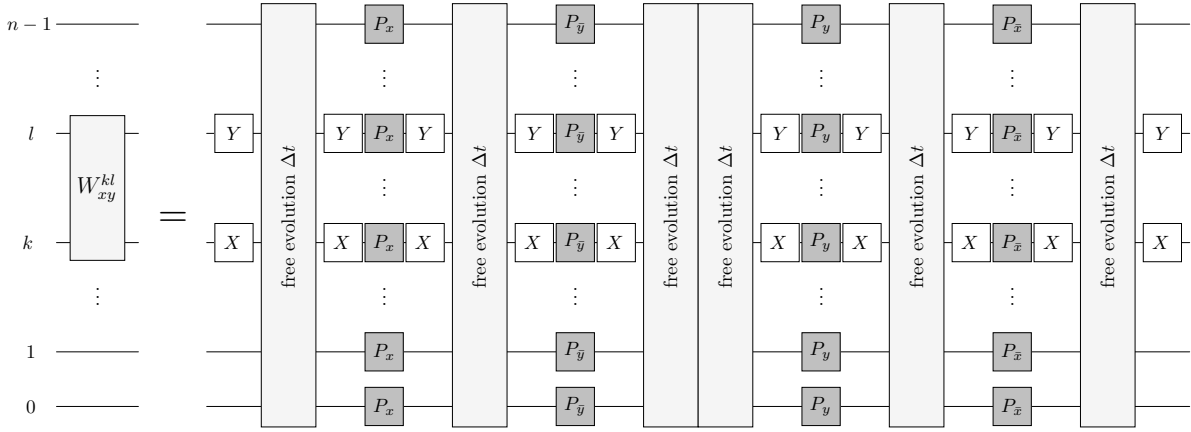 n − 1 P_x P_ȳ P_y P_x̄
⋮ ⋮ ⋮ ⋮ ⋮
l Y Y P_x Y Y P_ȳ Y Y P_y Y Y P_x̄ Y Y
W^{kl}_{xy} = free evolution Δt free evolution Δt free evolution Δt free evolution Δt free evolution Δt free evolution Δt
⋮ ⋮ ⋮ ⋮
k X X P_x X X P_ȳ X X P_y X X P_x̄ X X
⋮ ⋮ ⋮ ⋮ ⋮
1 P_x P_ȳ P_y P_x̄
0 P_x P_ȳ P_y P_x̄